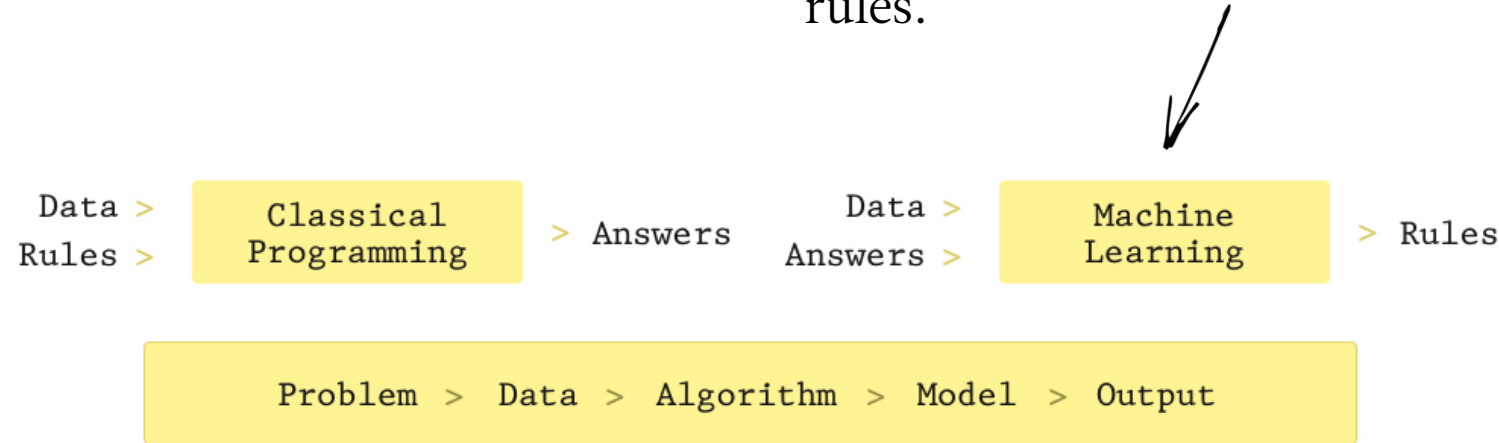 rules.
Data >
Rules >
Classical
Programming
> Answers
Data >
Answers >
Machine
Learning
> Rules
Problem > Data > Algorithm > Model > Output